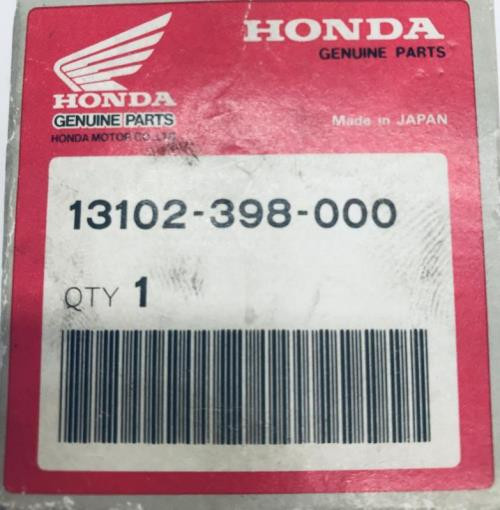 HONDA
GENUINE PARTS
HONDA
GENUINE PARTS
HONDA MOTOR CO., LTD.
Made in JAPAN
13102-398-000
QTY 1